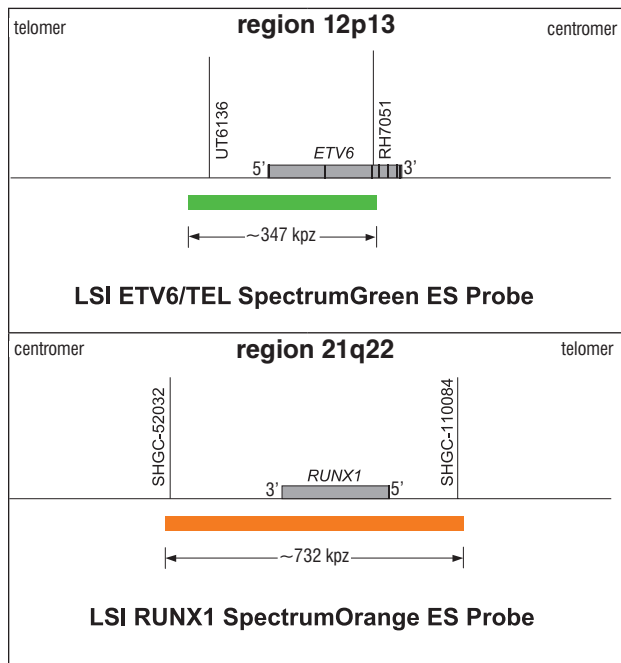 region 12p13
telomer
centromer
UT6136
RH7051
ETV6
5'
3'
~347 kpz
LSI ETV6/TEL SpectrumGreen ES Probe
region 21q22
centromer
telomer
SHGC-52032
SHGC-110084
RUNX1
3'
5'
~732 kpz
LSI RUNX1 SpectrumOrange ES Probe